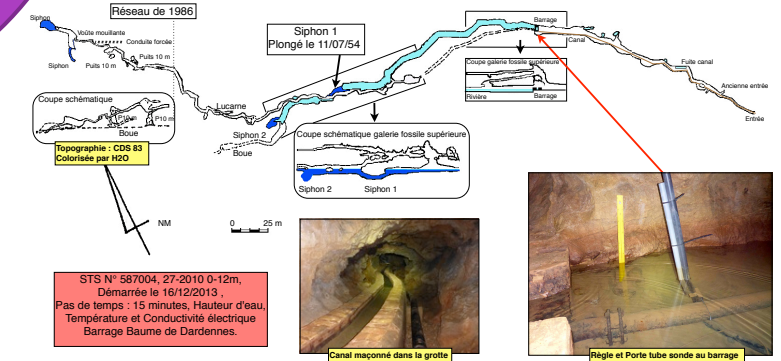 Réseau de 1986
Siphon
Voûte mouillante
Conduite forcée
Siphon
Puits 10 m
Puits 10 m
Siphon 1
Plongé le 11/07/54
Barrage
Canal
Coupe galerie fossile supérieure
Rivière
Barrage
Fuite canal
Ancienne entrée
Entrée
Coupe schématique
P10 m
P10 m
Boue
Lucarne
Siphon 2
Boue
Coupe schématique galerie fossile supérieure
Siphon 2
Siphon 1
Topographie : CDS 83
Colorisée par H2O
NM
0 25 m
STS N° 587004, 27-2010 0-12m,
Démarrée le 16/12/2013 ,
Pas de temps : 15 minutes, Hauteur d'eau,
Température et Conductivité électrique
Barrage Baume de Dardennes.
Canal maçonné dans la grotte
Règle et Porte tube sonde au barrage